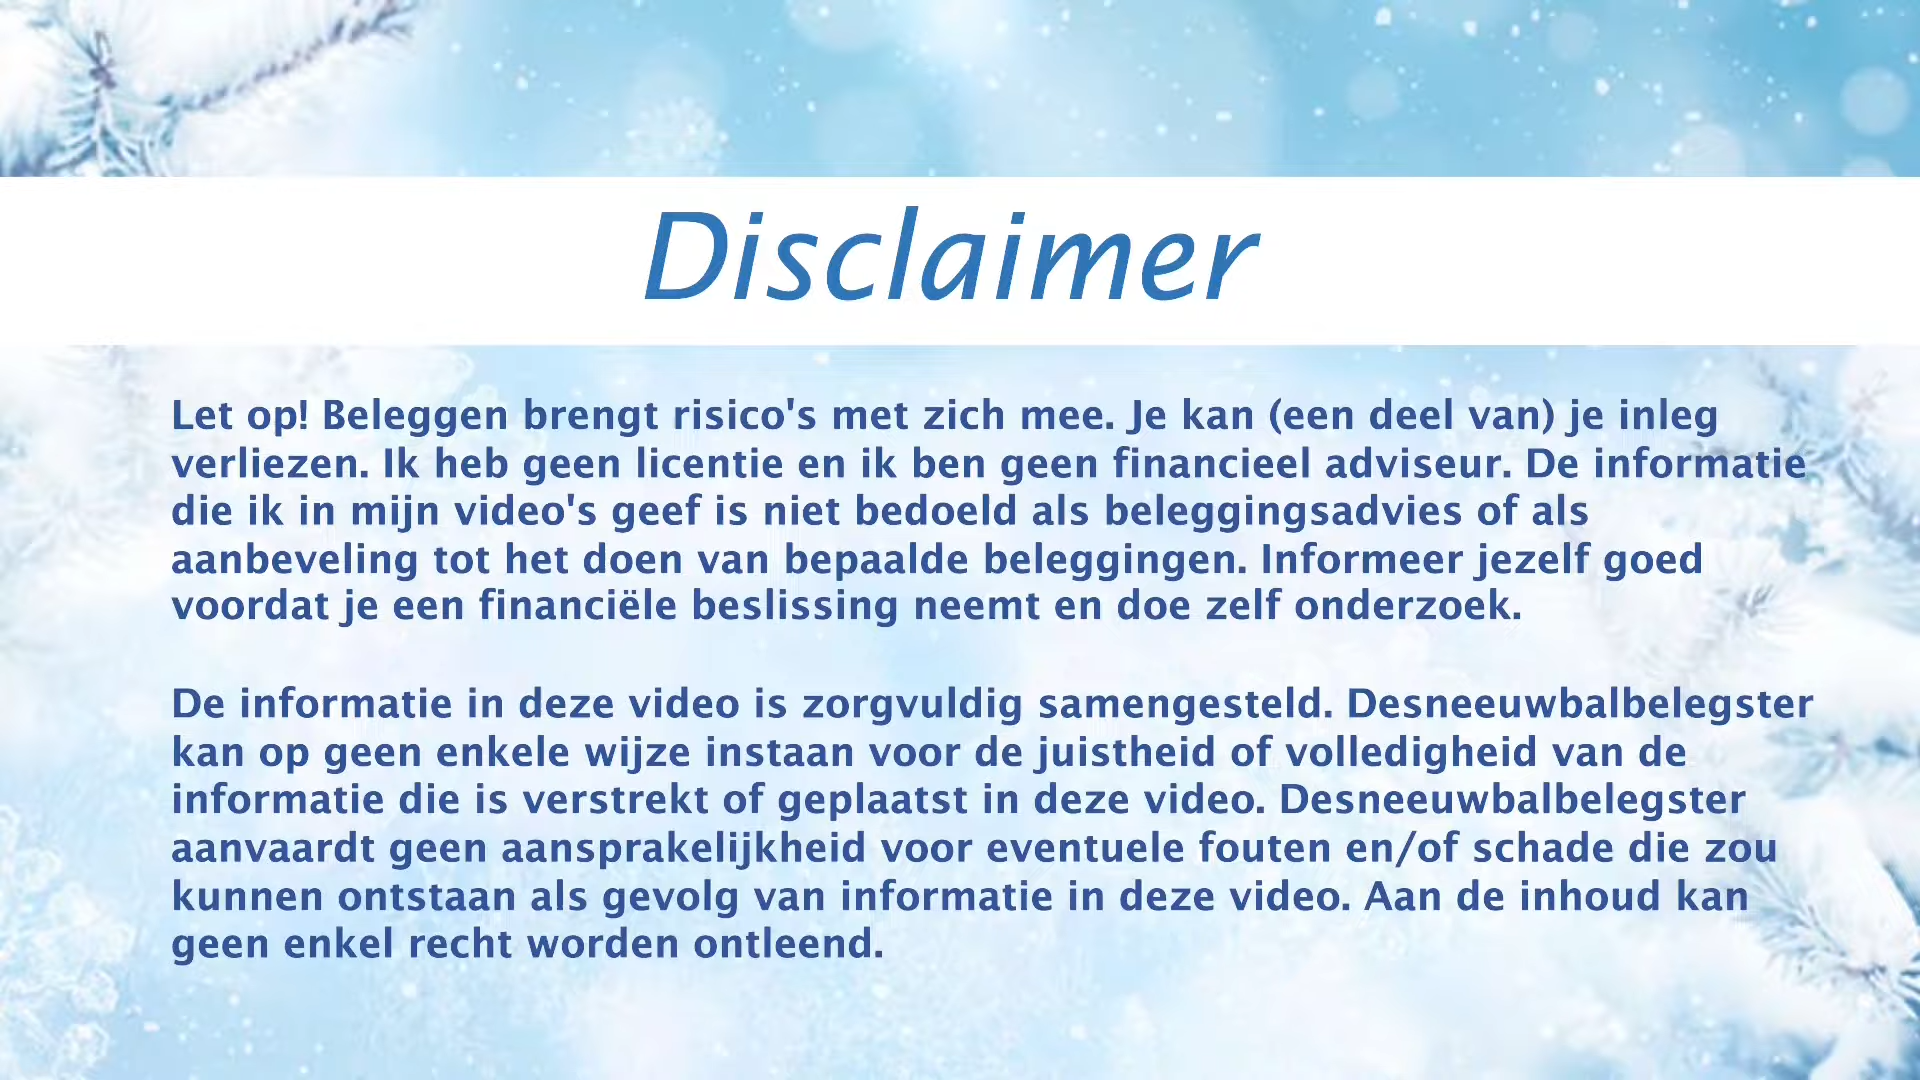 Disclaimer
Let op! Beleggen brengt risico's met zich mee. Je kan (een deel van) je inleg
verliezen. Ik heb geen licentie en ik ben geen financieel adviseur. De informatie
die ik in mijn video's geef is niet bedoeld als beleggingsadvies of als
aanbeveling tot het doen van bepaalde beleggingen. Informeer jezelf goed
voordat je een financiële beslissing neemt en doe zelf onderzoek.
De informatie in deze video is zorgvuldig samengesteld. Desneeuwbalbelegster
kan op geen enkele wijze instaan voor de juistheid of volledigheid van de
informatie die is verstrekt of geplaatst in deze video. Desneeuwbalbelegster
aanvaardt geen aansprakelijkheid voor eventuele fouten en/of schade die zou
kunnen ontstaan als gevolg van informatie in deze video. Aan de inhoud kan
geen enkel recht worden ontleend.